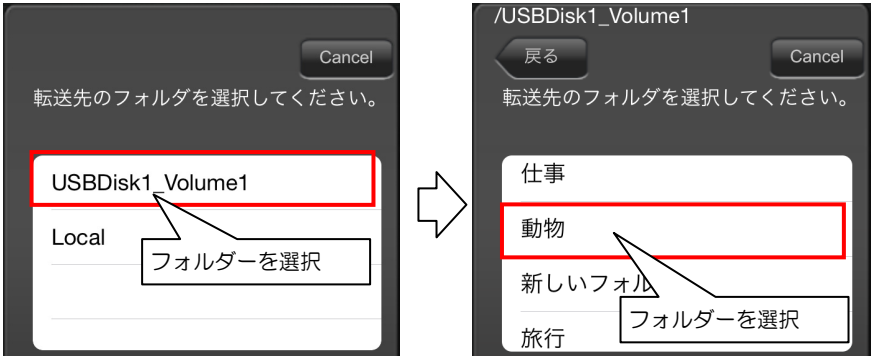 Cancel
転送先のフォルダを選択してください。
USBDisk1_Volume1
Local
フォルダーを選択
/USBDisk1_Volume1
戻る
Cancel
転送先のフォルダを選択してください。
仕事
動物
新しいフォル
フォルダーを選択
旅行